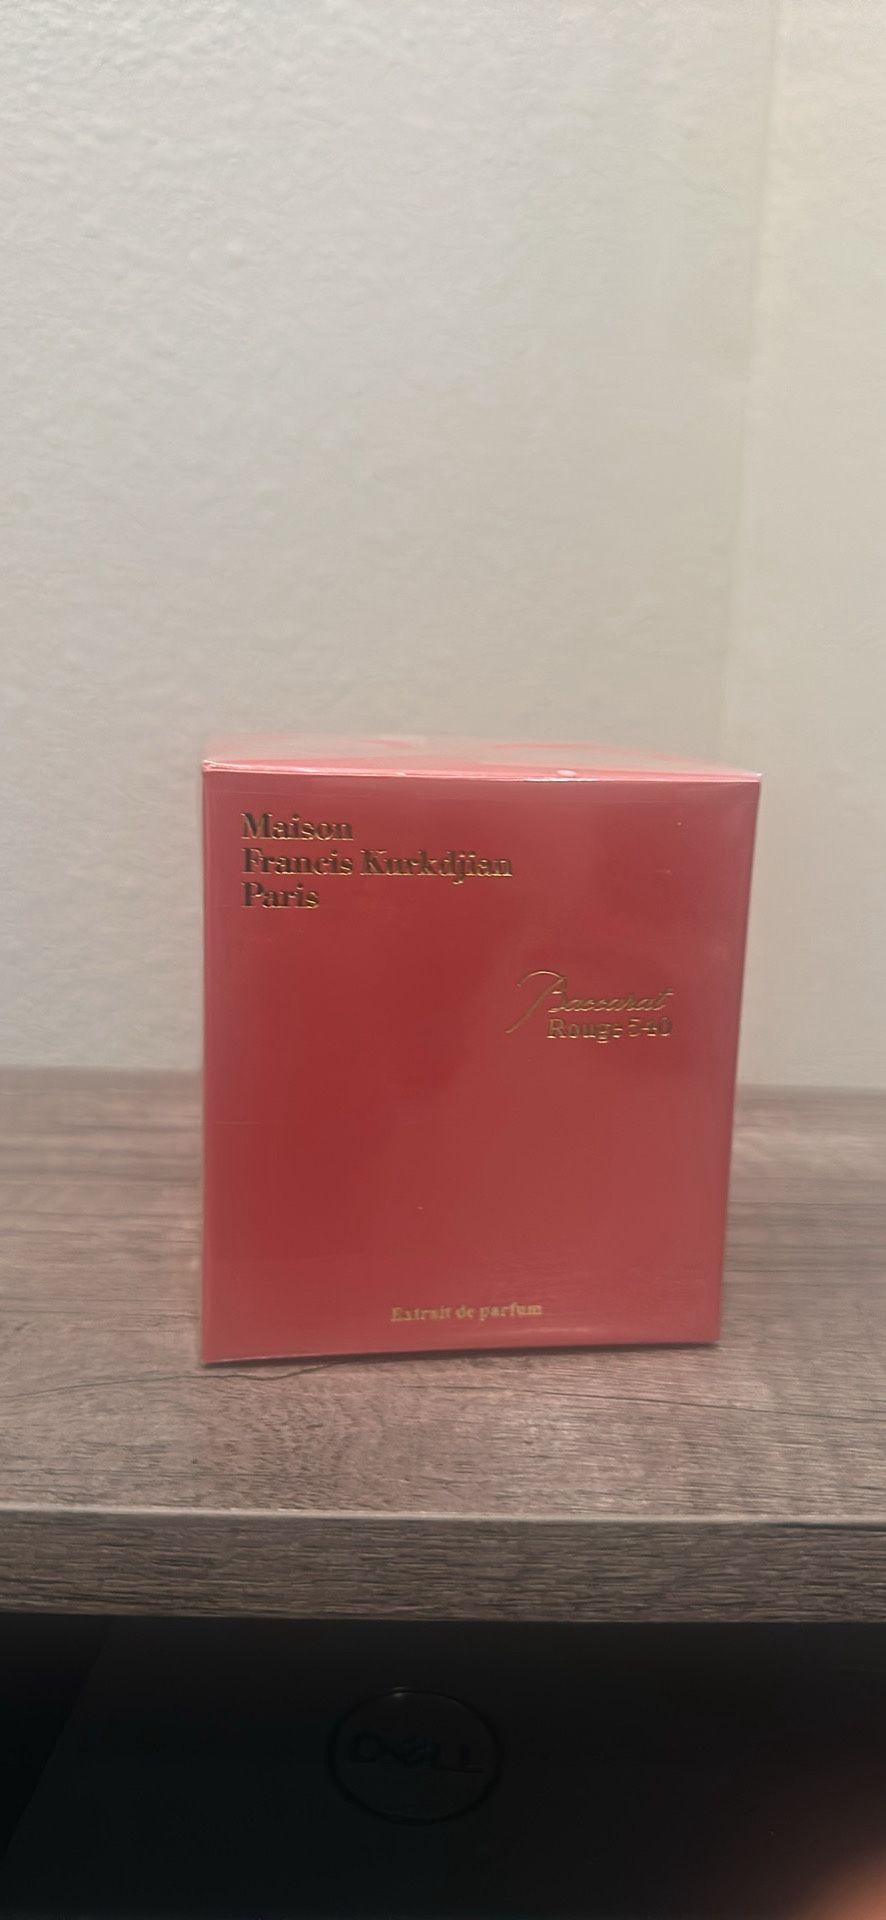 Maison
Francis Kurkdjian
Paris
Baccarat
Rouge 540
Extrait de parfum
DELL